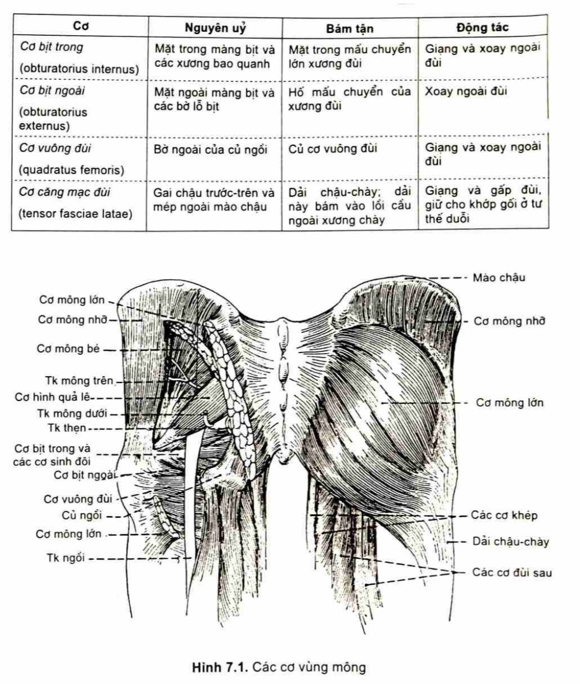 Cơ Nguyên uỷ Bám tận Động tác
Cơ bịt trong Mặt trong màng bịt và Mặt trong mấu chuyển Giạng và xoay ngoài
(obturatorius internus) các xương bao quanh lớn xương đùi đùi
Cơ bịt ngoài Mặt ngoài màng bịt và Hố mấu chuyển của Xoay ngoài đùi
(obturatorius các bờ lỗ bịt xương đùi
externus)
Cơ vuông đùi Bờ ngoài của củ ngồi Củ cơ vuông đùi Giạng và xoay ngoài
(quadratus femoris) đùi
Cơ căng mạc đùi Gai chậu trước-trên và Dải chậu-chày; dải Giạng và gấp đùi,
(tensor fasciae latae) mép ngoài mào chậu này bám vào lồi cầu giữ cho khớp gối ở tư
ngoài xương chày thế duỗi
Cơ mông lớn
Cơ mông nhỡ
Cơ mông bé
Tk mông trên
Cơ hình quả lê
Tk mông dưới
Tk thẹn
Cơ bịt trong và
các cơ sinh đôi
Cơ bịt ngoài
Cơ vuông đùi
Củ ngồi
Cơ mông lớn
Tk ngồi
Mào chậu
Cơ mông nhỡ
Cơ mông lớn
Các cơ khép
Dải chậu-chày
Các cơ đùi sau
Hình 7.1. Các cơ vùng mông